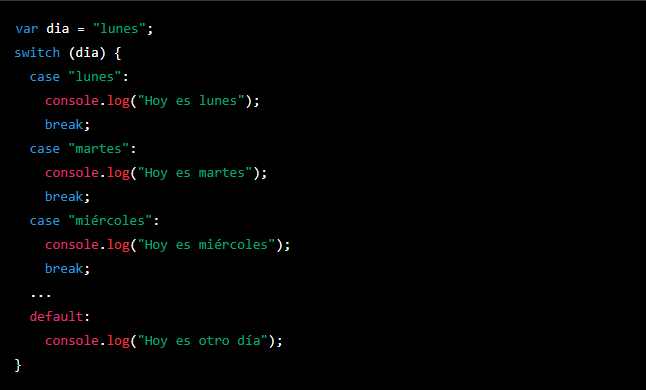 var dia = "lunes";
switch (dia) {
  case "lunes":
    console.log("Hoy es lunes");
    break;
  case "martes":
    console.log("Hoy es martes");
    break;
  case "miércoles":
    console.log("Hoy es miércoles");
    break;
  ...
  default:
    console.log("Hoy es otro día");
}